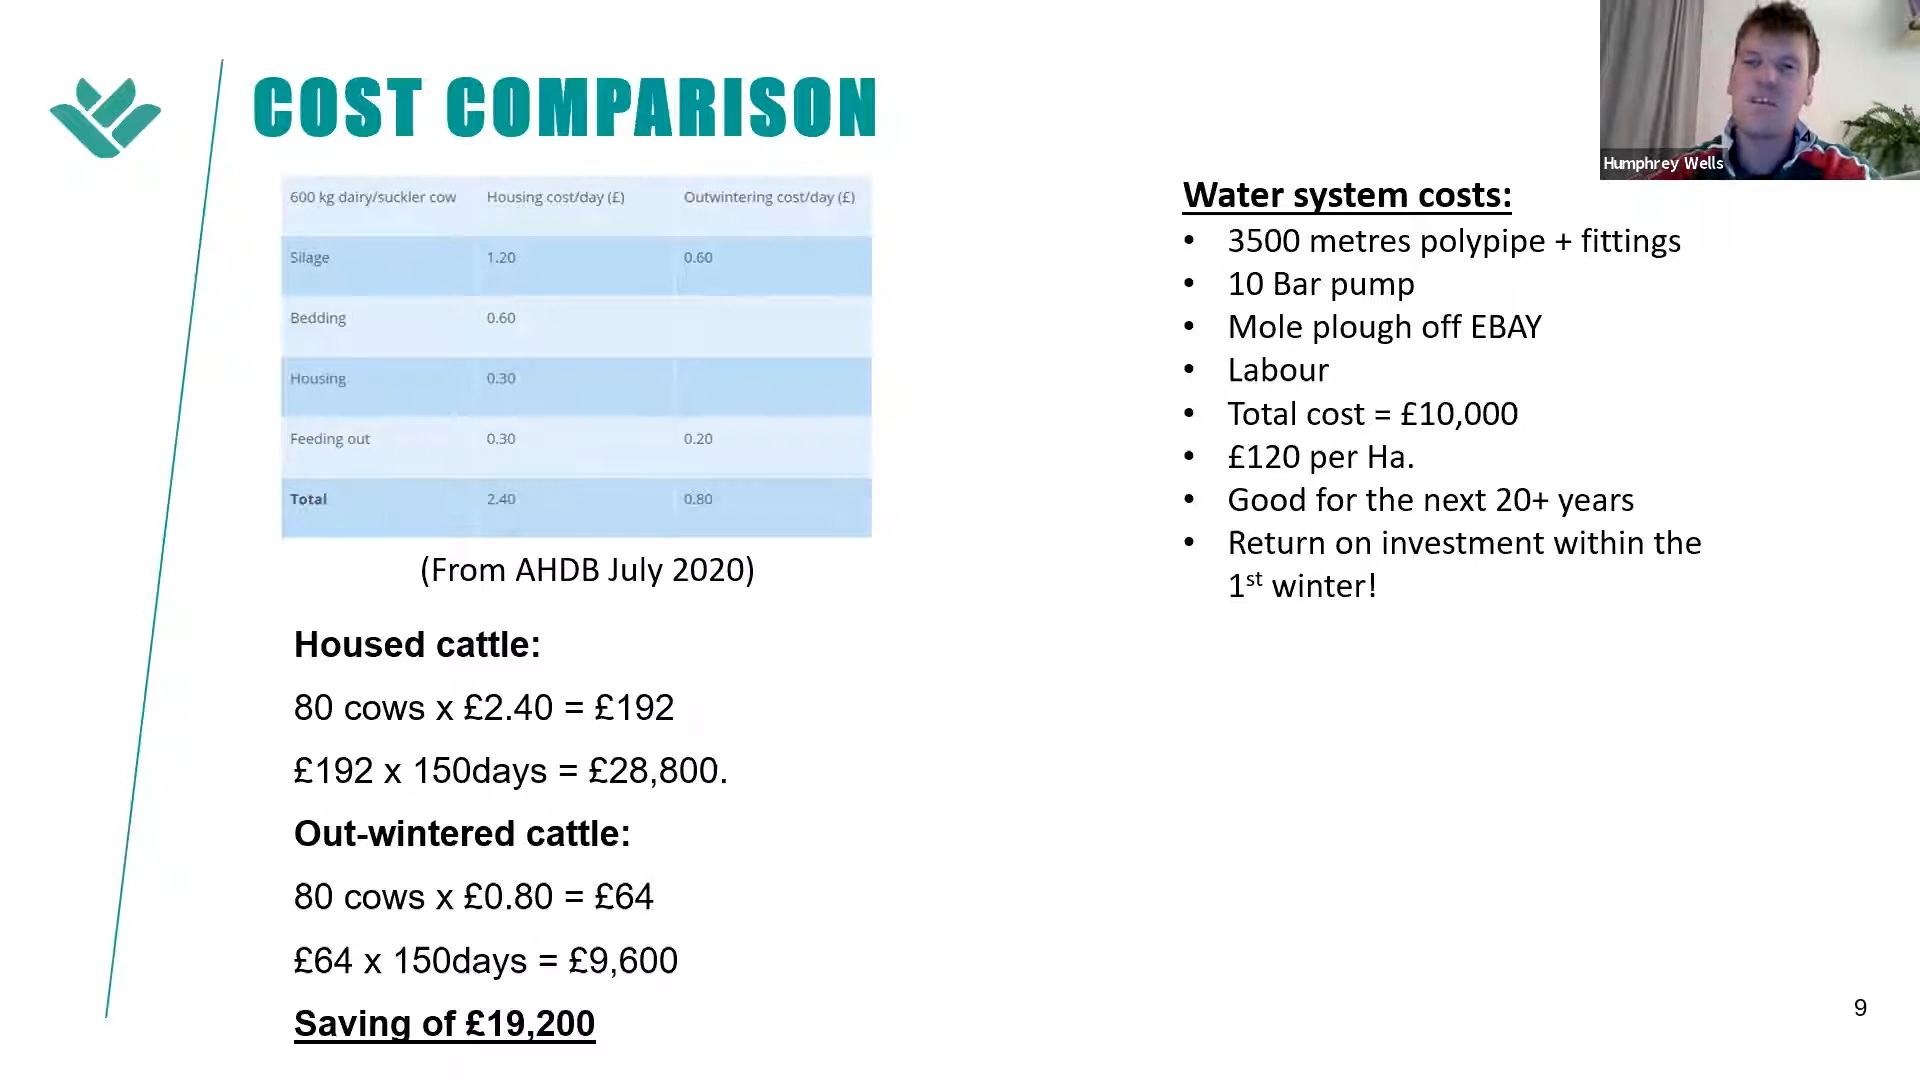 COST COMPARISON
Humphrey Wells
600 kg dairy/suckler cow Housing cost/day (£) Outwintering cost/day (£)
Silage 1.20 0.60
Bedding 0.60
Housing 0.30
Feeding out 0.30 0.20
Total 2.40 0.80
(From AHDB July 2020)
Housed cattle:
80 cows x £2.40 = £192
£192 x 150days = £28,800.
Out-wintered cattle:
80 cows x £0.80 = £64
£64 x 150days = £9,600
Saving of £19,200
Water system costs:
• 3500 metres polypipe + fittings
• 10 Bar pump
• Mole plough off EBAY
• Labour
• Total cost = £10,000
• £120 per Ha.
• Good for the next 20+ years
• Return on investment within the
1st winter!
9